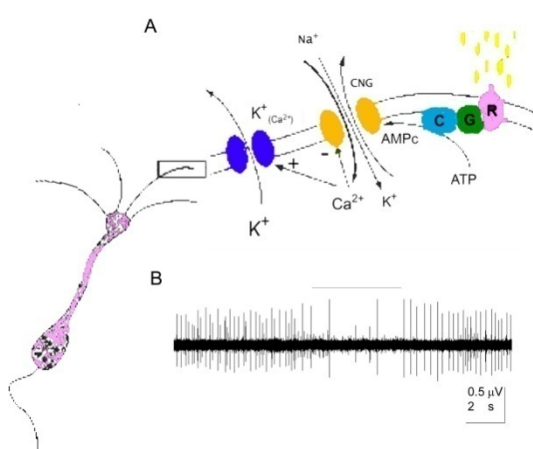 A
Na⁺
CNG
K⁺(Ca²⁺)
R
C
G
AMPc
ATP
-
+
Ca²⁺
K⁺
K⁺
B
0.5 µV
2 s